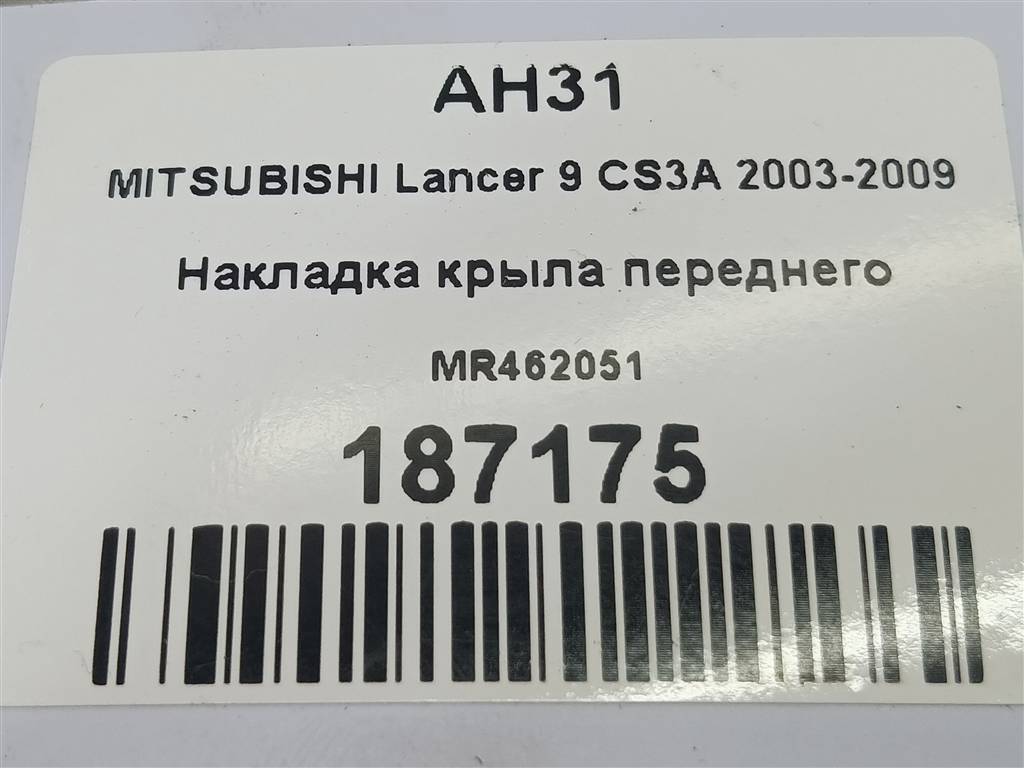 AH31
MITSUBISHI Lancer 9 CS3A 2003-2009
Накладка крыла переднего
MR462051
187175